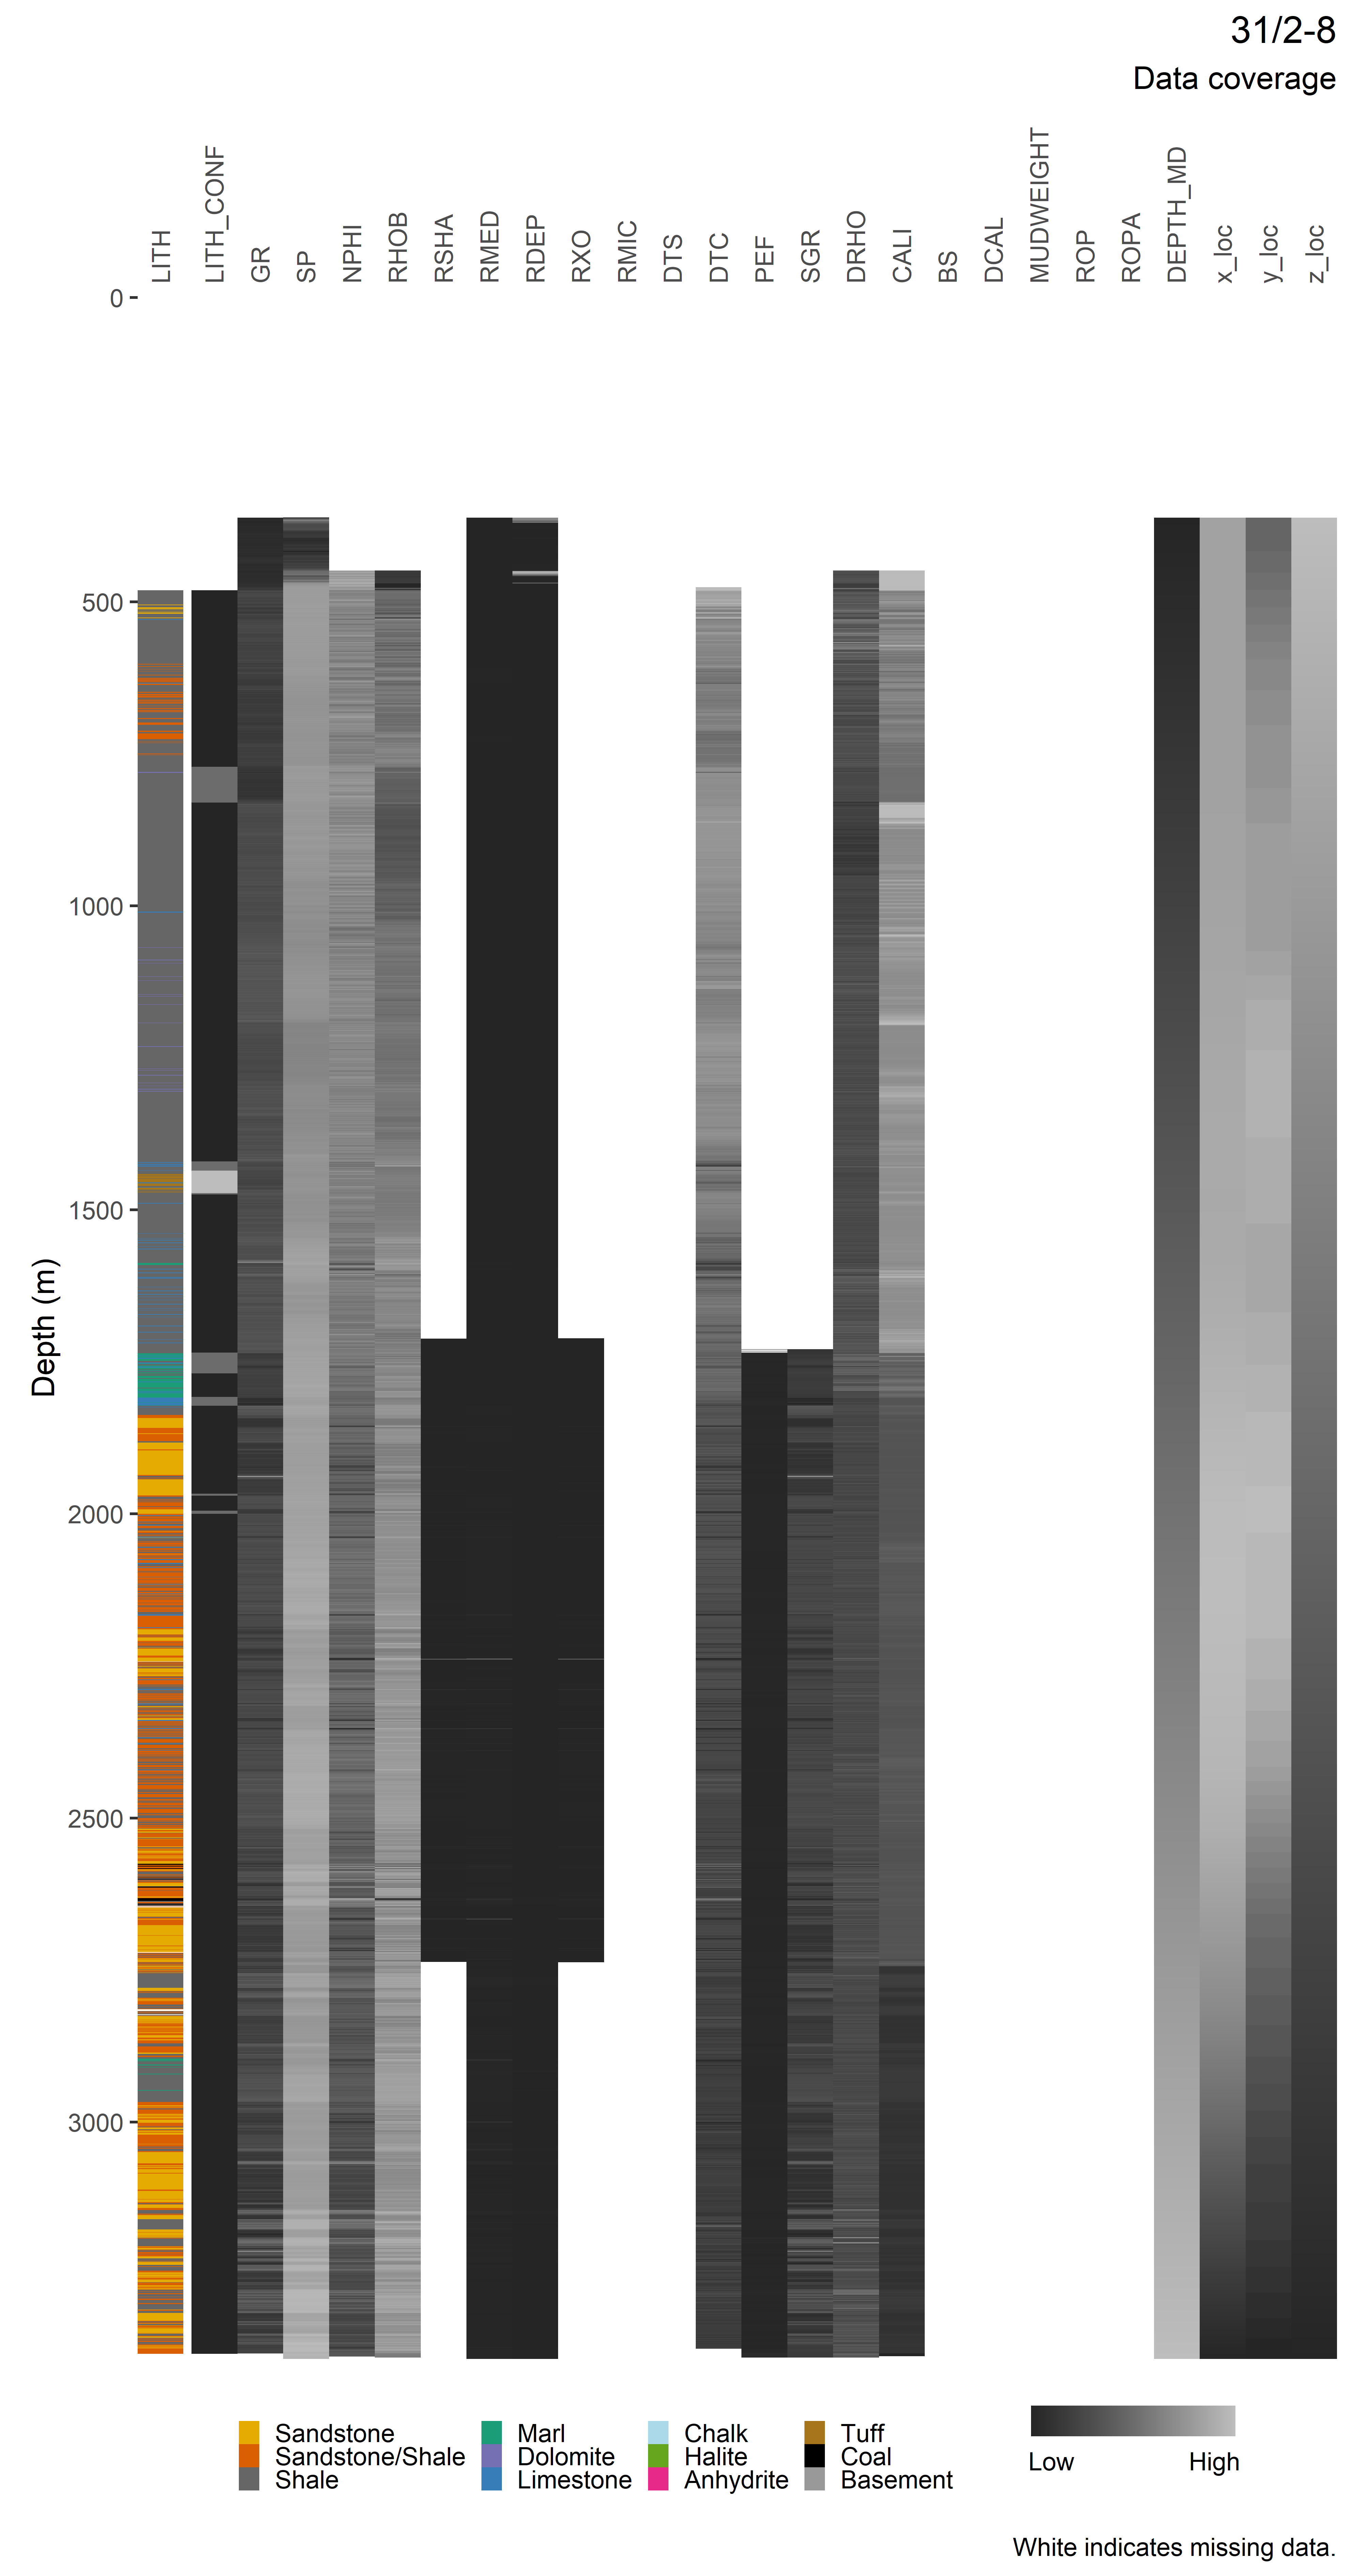 31/2-8
Data coverage
LITH
LITH_CONF
GR
SP
NPHI
RHOB
RSHA
RMED
RDEP
RXO
RMIC
DTS
DTC
PEF
SGR
DRHO
CALI
BS
DCAL
MUDWEIGHT
ROP
ROPA
DEPTH_MD
x_loc
y_loc
z_loc
0
500
1000
1500
2000
2500
3000
Depth (m)
Sandstone
Sandstone/Shale
Shale
Marl
Dolomite
Limestone
Chalk
Halite
Anhydrite
Tuff
Coal
Basement
Low
High
White indicates missing data.